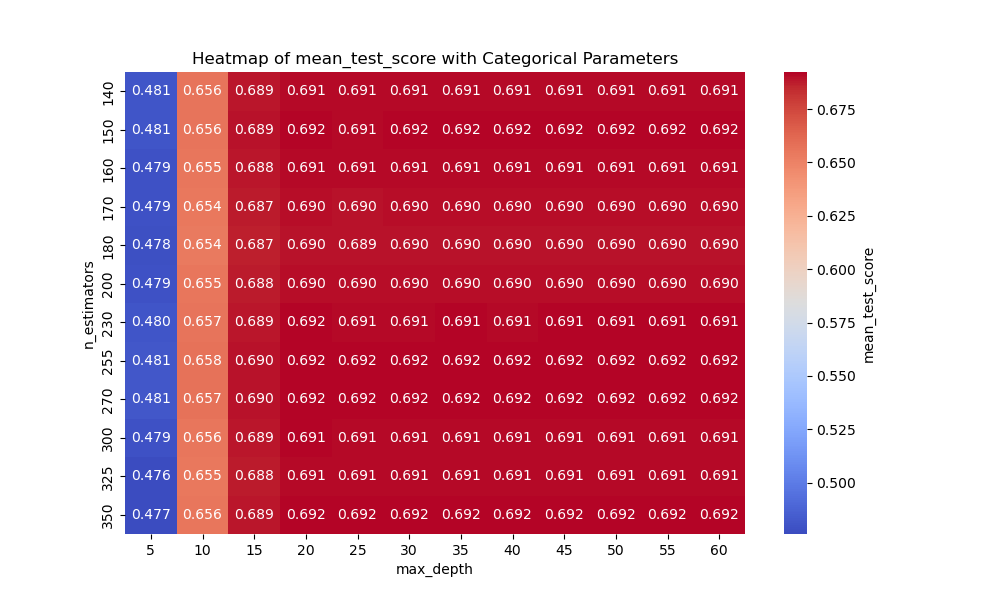 Heatmap of mean_test_score with Categorical Parameters
n_estimators
140 0.481 0.656 0.689 0.691 0.691 0.691 0.691 0.691 0.691 0.691 0.691 0.691
150 0.481 0.656 0.689 0.692 0.691 0.692 0.692 0.692 0.692 0.692 0.692 0.692
160 0.479 0.655 0.688 0.691 0.691 0.691 0.691 0.691 0.691 0.691 0.691 0.691
170 0.479 0.654 0.687 0.690 0.690 0.690 0.690 0.690 0.690 0.690 0.690 0.690
180 0.478 0.654 0.687 0.690 0.689 0.690 0.690 0.690 0.690 0.690 0.690 0.690
200 0.479 0.655 0.688 0.690 0.690 0.690 0.690 0.690 0.690 0.690 0.690 0.690
230 0.480 0.657 0.689 0.692 0.691 0.691 0.691 0.691 0.691 0.691 0.691 0.691
255 0.481 0.658 0.690 0.692 0.692 0.692 0.692 0.692 0.692 0.692 0.692 0.692
270 0.481 0.657 0.690 0.692 0.692 0.692 0.692 0.692 0.692 0.692 0.692 0.692
300 0.479 0.656 0.689 0.691 0.691 0.691 0.691 0.691 0.691 0.691 0.691 0.691
325 0.476 0.655 0.688 0.691 0.691 0.691 0.691 0.691 0.691 0.691 0.691 0.691
350 0.477 0.656 0.689 0.692 0.692 0.692 0.692 0.692 0.692 0.692 0.692 0.692
5 10 15 20 25 30 35 40 45 50 55 60
max_depth
0.675
0.650
0.625
0.600
0.575
0.550
0.525
0.500
mean_test_score